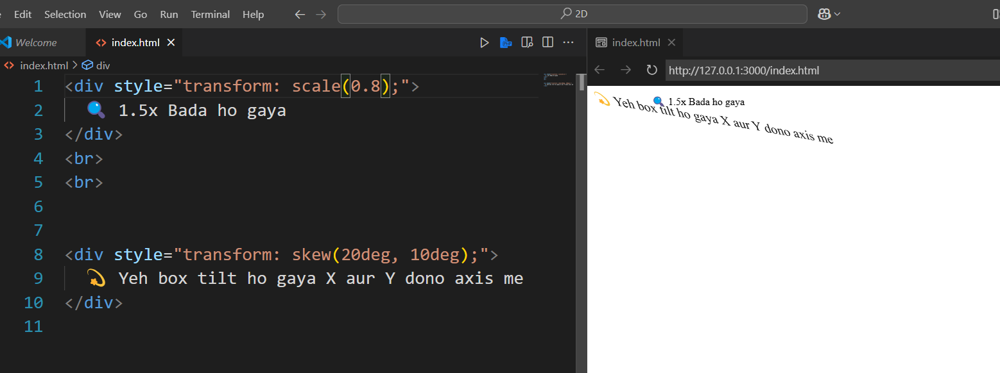 Edit Selection View Go Run Terminal Help 2D
Welcome index.html index.html
index.html div
http://127.0.0.1:3000/index.html
1 <div style="transform: scale(0.8);">
2 🔍 1.5x Bada ho gaya
3 </div>
4 <br>
5 <br>
6
7
8 <div style="transform: skew(20deg, 10deg);">
9 💫 Yeh box tilt ho gaya X aur Y dono axis me
10 </div>
11
🔍 1.5x Bada ho gaya
💫 Yeh box tilt ho gaya X aur Y dono axis me